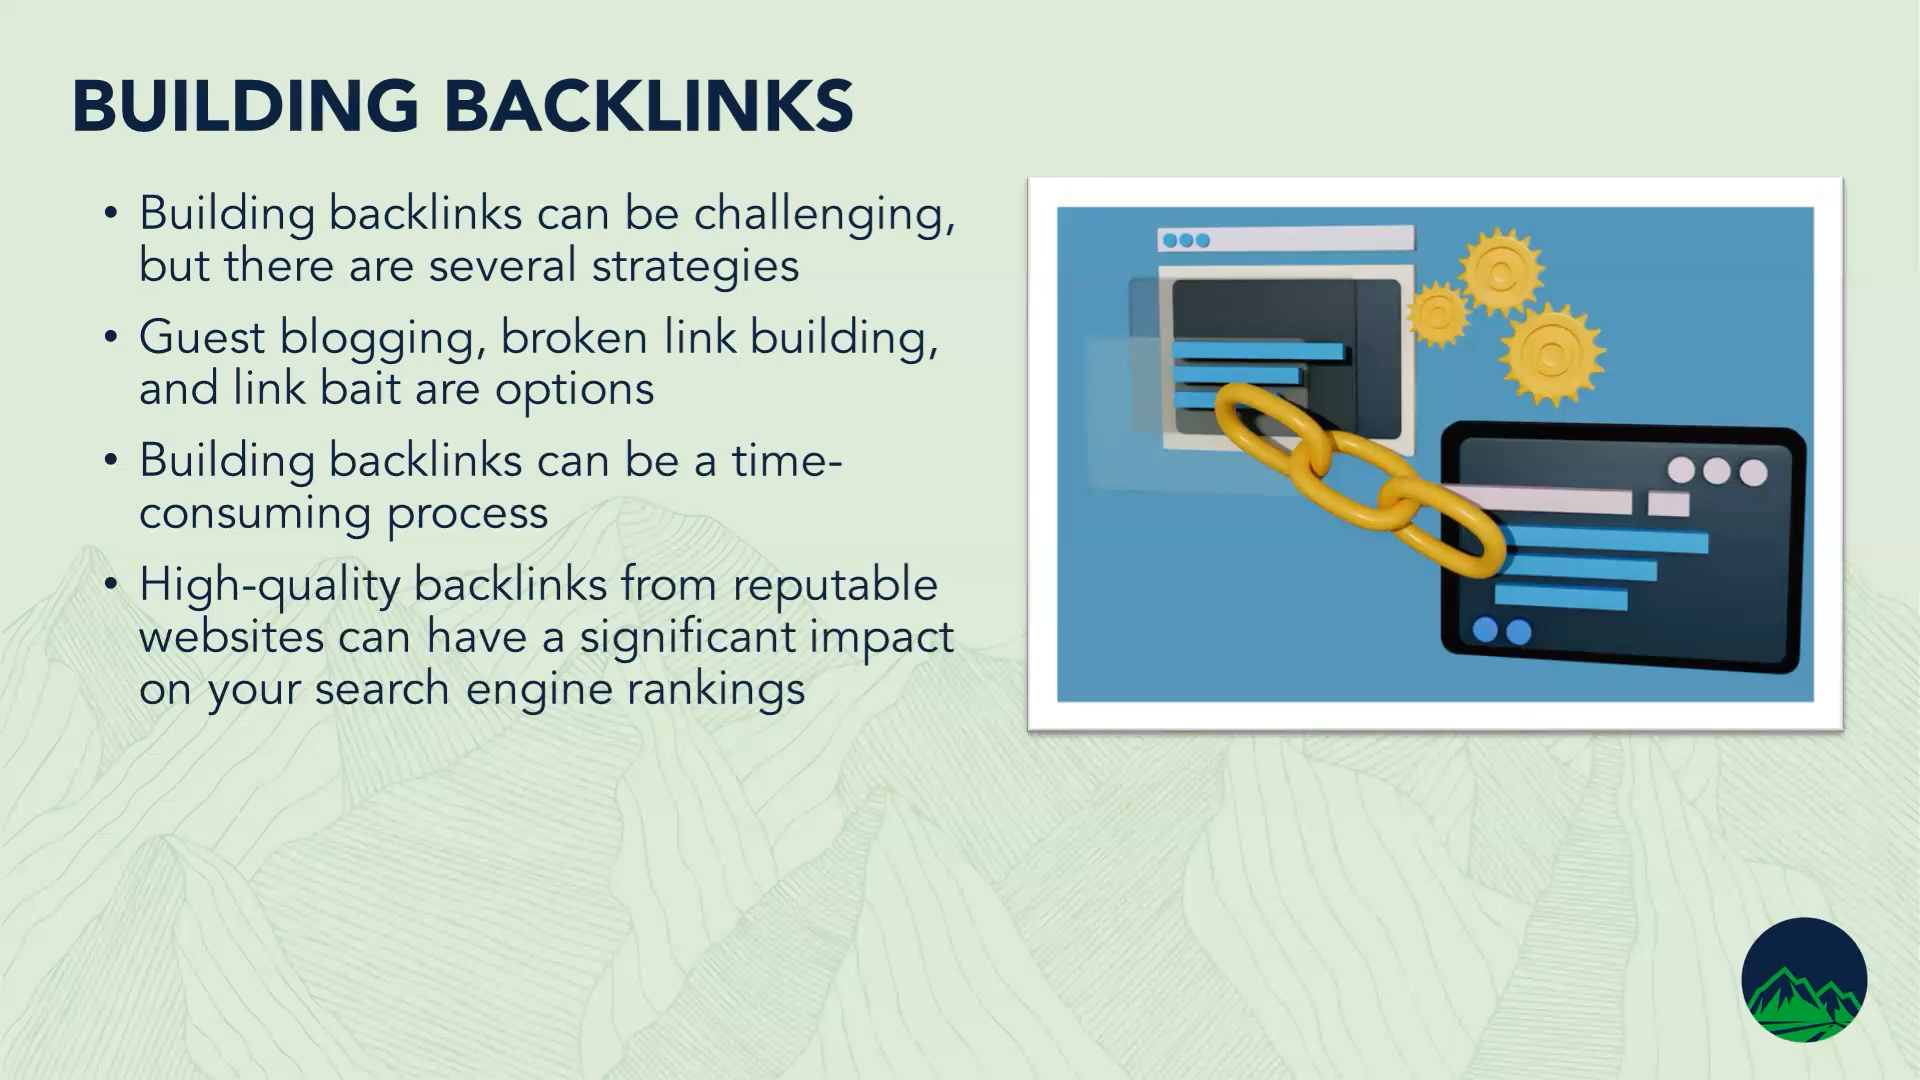 BUILDING BACKLINKS
• Building backlinks can be challenging,
but there are several strategies
• Guest blogging, broken link building,
and link bait are options
• Building backlinks can be a time-
consuming process
• High-quality backlinks from reputable
websites can have a significant impact
on your search engine rankings